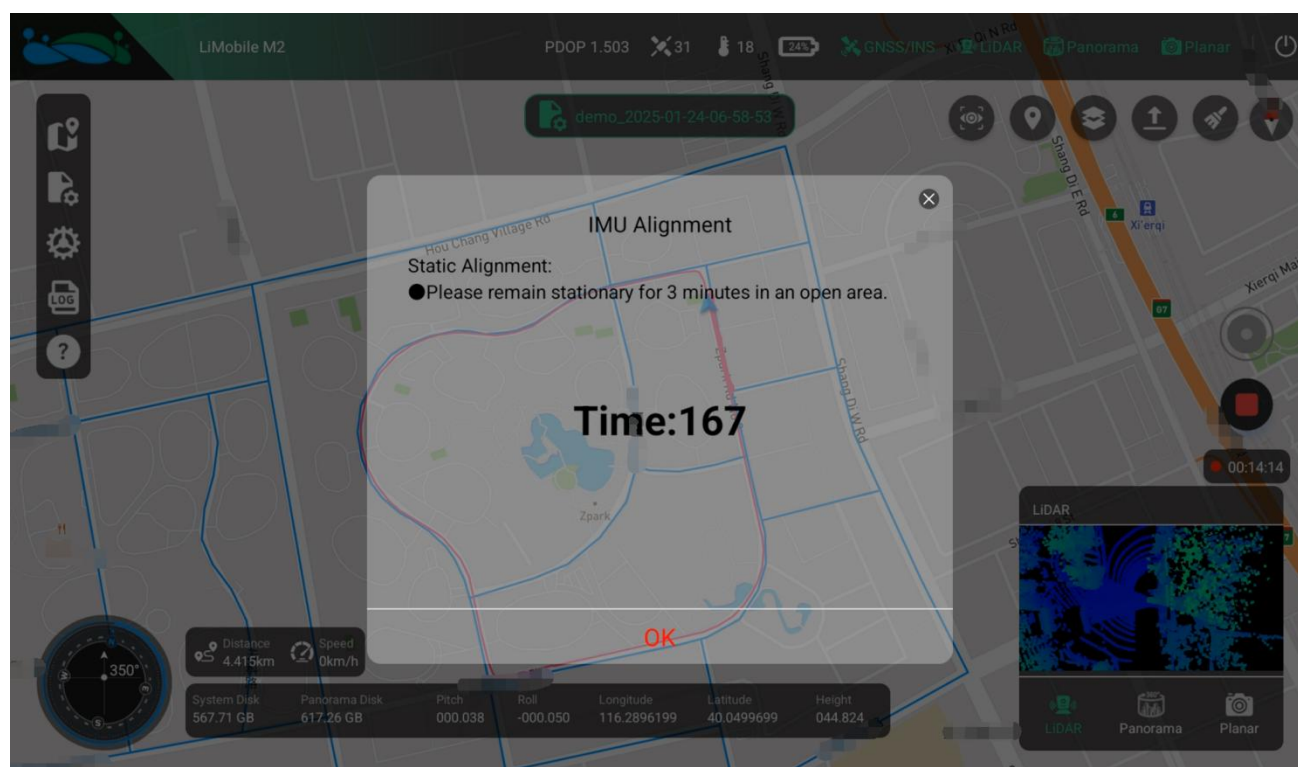 LiMobile M2
PDOP 1.503
31
18
24%
GNSS/INS
LiDAR
Panorama
Planar
demo_2025-01-24-06-58-53
Shang Di E Rd
6
Xi'erqi
G7
Hou Chang Village Rd
IMU Alignment
Static Alignment:
●Please remain stationary for 3 minutes in an open area.
LOG
?
Shang Di W Rd
Time:167
Zpark
00:14:14
LiDAR
OK
N
W
E
S
350°
Distance
4.415km
Speed
0km/h
System Disk
567.71 GB
Panorama Disk
617.26 GB
Pitch
000.038
Roll
-000.050
Longitude
116.2896199
Latitude
40.0499699
Height
044.824
LiDAR
Panorama
Planar